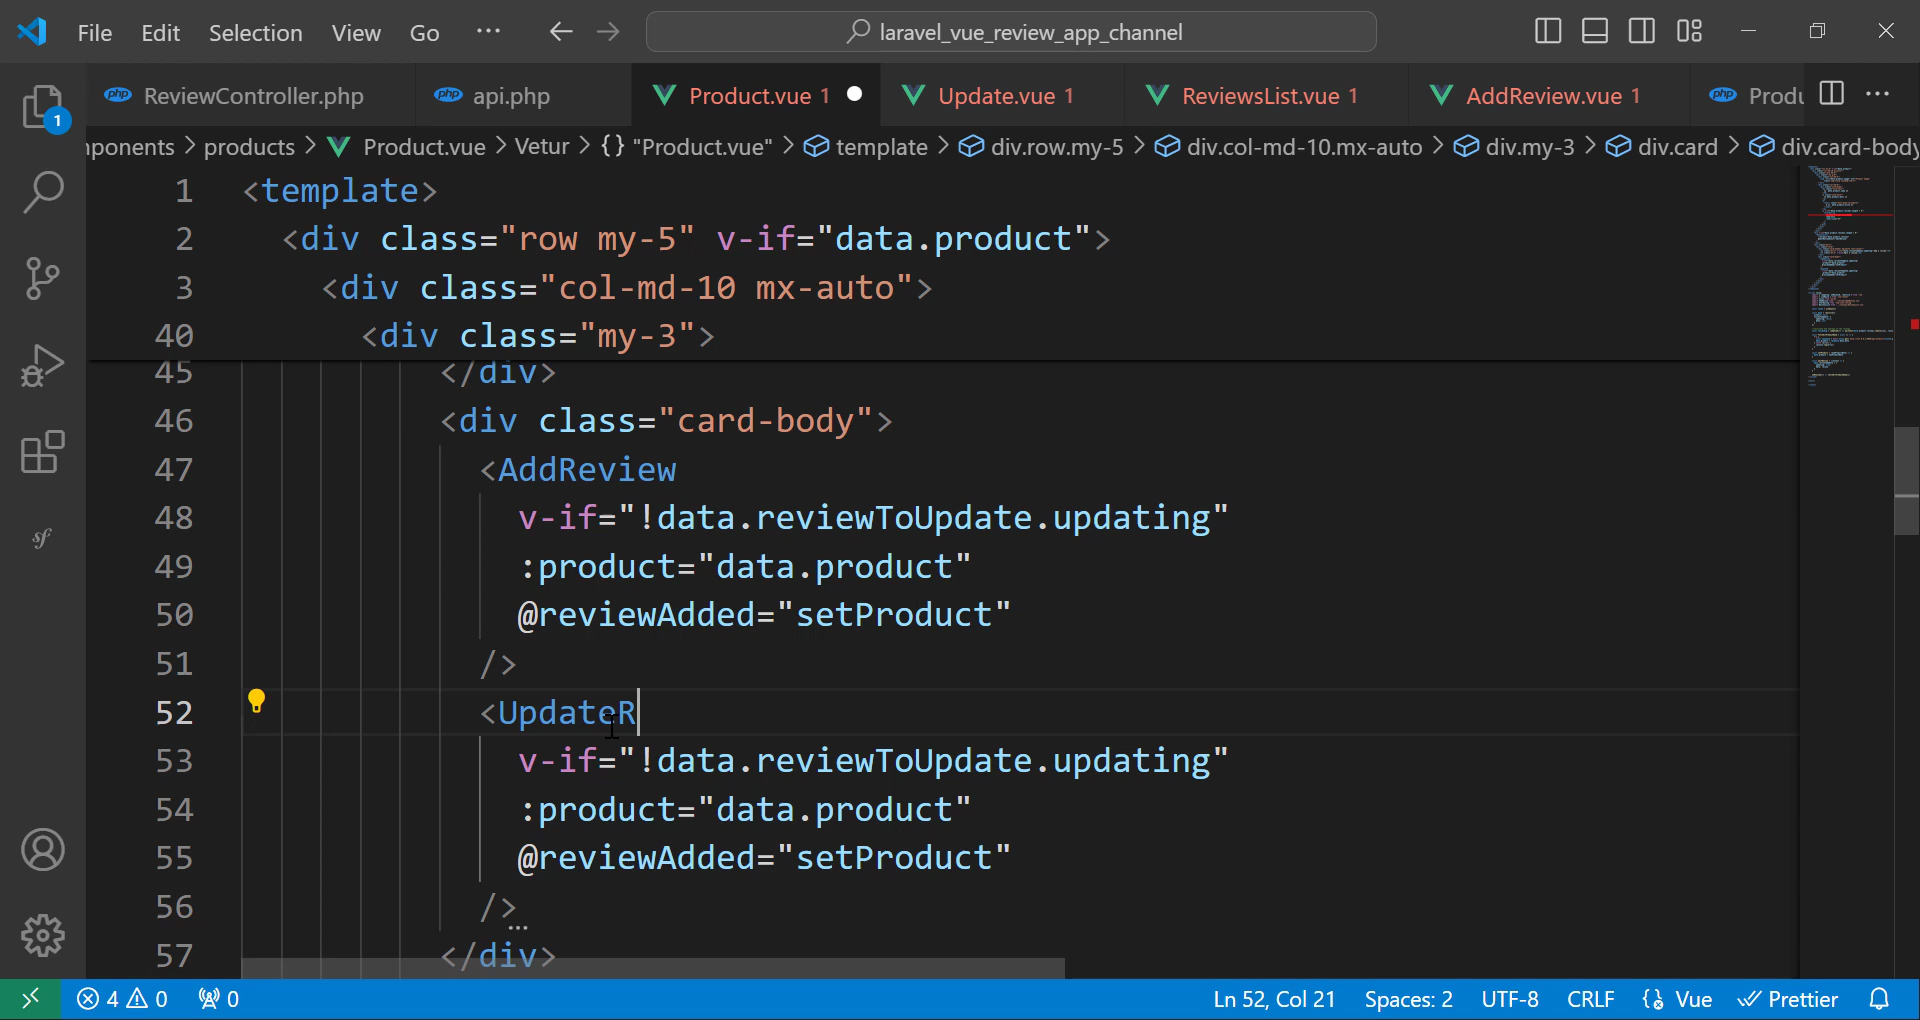 File Edit Selection View Go ··· laravel_vue_review_app_channel
1 php ReviewController.php php api.php Product.vue 1 Update.vue 1 ReviewsList.vue 1 AddReview.vue 1 php Produ ···
ponents > products > Product.vue > Vetur > {} "Product.vue" > template > div.row.my-5 > div.col-md-10.mx-auto > div.my-3 > div.card > div.card-body
1 <template>
2 <div class="row my-5" v-if="data.product">
3 <div class="col-md-10 mx-auto">
40 <div class="my-3">
45 </div>
46 <div class="card-body">
47 <AddReview
48 v-if="!data.reviewToUpdate.updating"
49 :product="data.product"
50 @reviewAdded="setProduct"
51 />
52 <UpdateR
53 v-if="!data.reviewToUpdate.updating"
54 :product="data.product"
55 @reviewAdded="setProduct"
56 />
57 </div>
4 0 0 Ln 52, Col 21 Spaces: 2 UTF-8 CRLF Vue Prettier